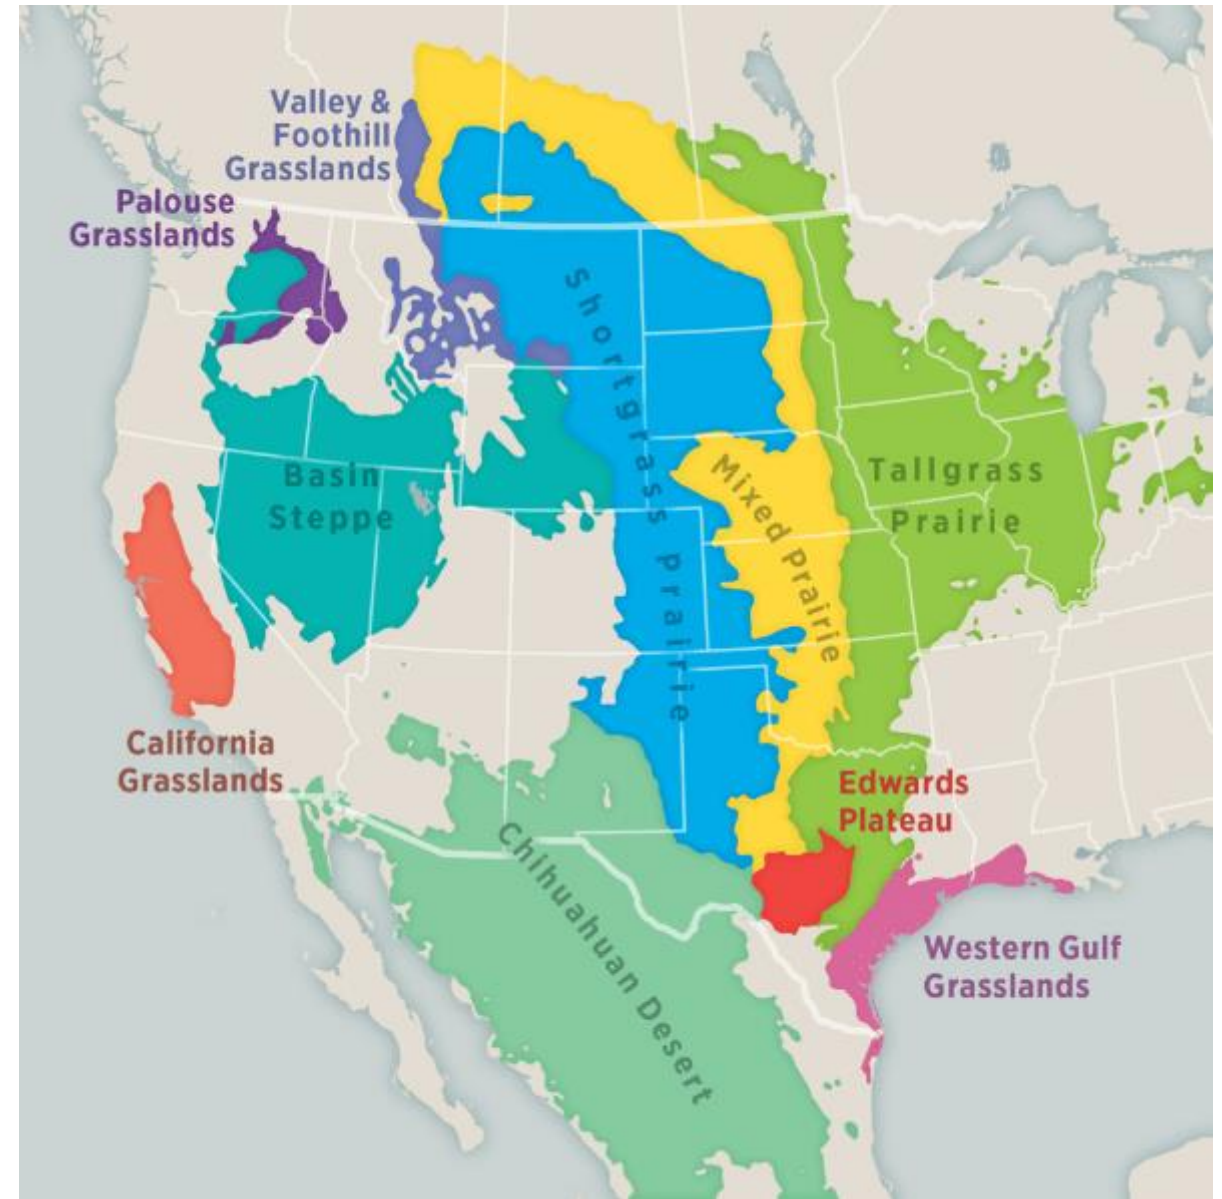 Valley &
Foothill
Grasslands
Palouse
Grasslands
Shortgrass prairie
Basin
Steppe
Mixed Prairie
Tallgrass
Prairie
California
Grasslands
Edwards
Plateau
Chihuahuan Desert
Western Gulf
Grasslands